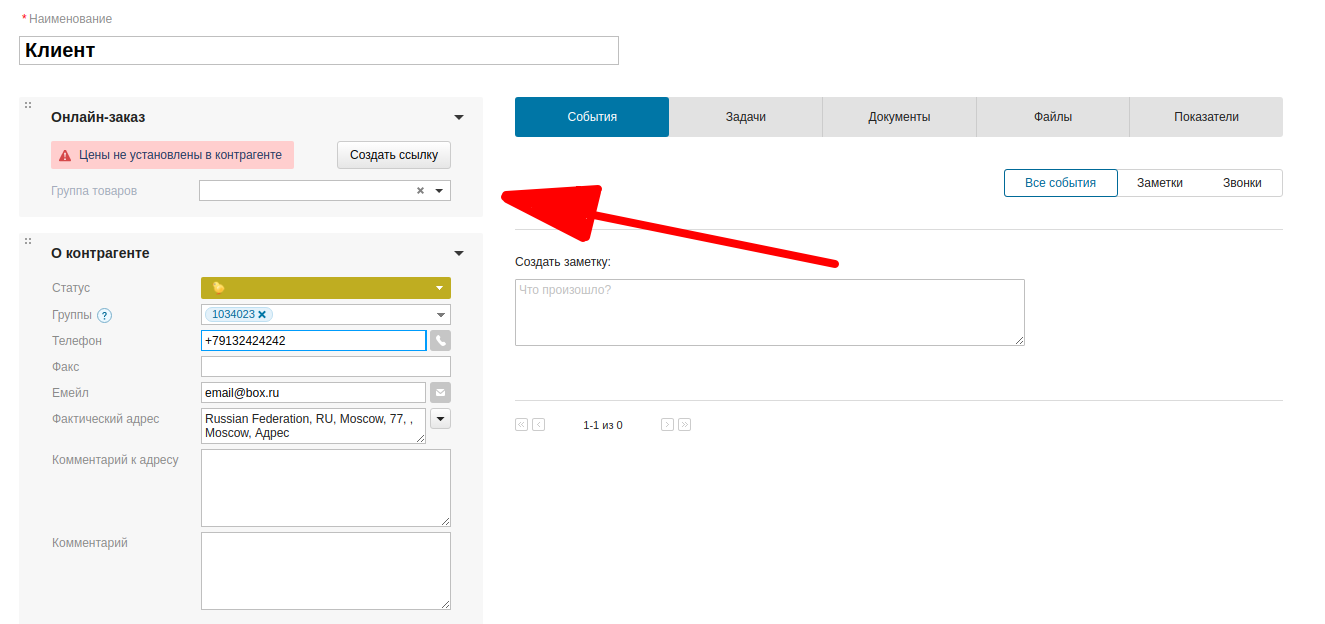 * Наименование
Клиент
Онлайн-заказ
Цены не установлены в контрагенте
Создать ссылку
Группа товаров
О контрагенте
Статус
Группы ?
1034023
Телефон
+79132424242
Факс
Емейл
email@box.ru
Фактический адрес
Russian Federation, RU, Moscow, 77, ,
Moscow, Адрес
Комментарий к адресу
Комментарий
События
Задачи
Документы
Файлы
Показатели
Все события
Заметки
Звонки
Создать заметку:
Что произошло?
1-1 из 0